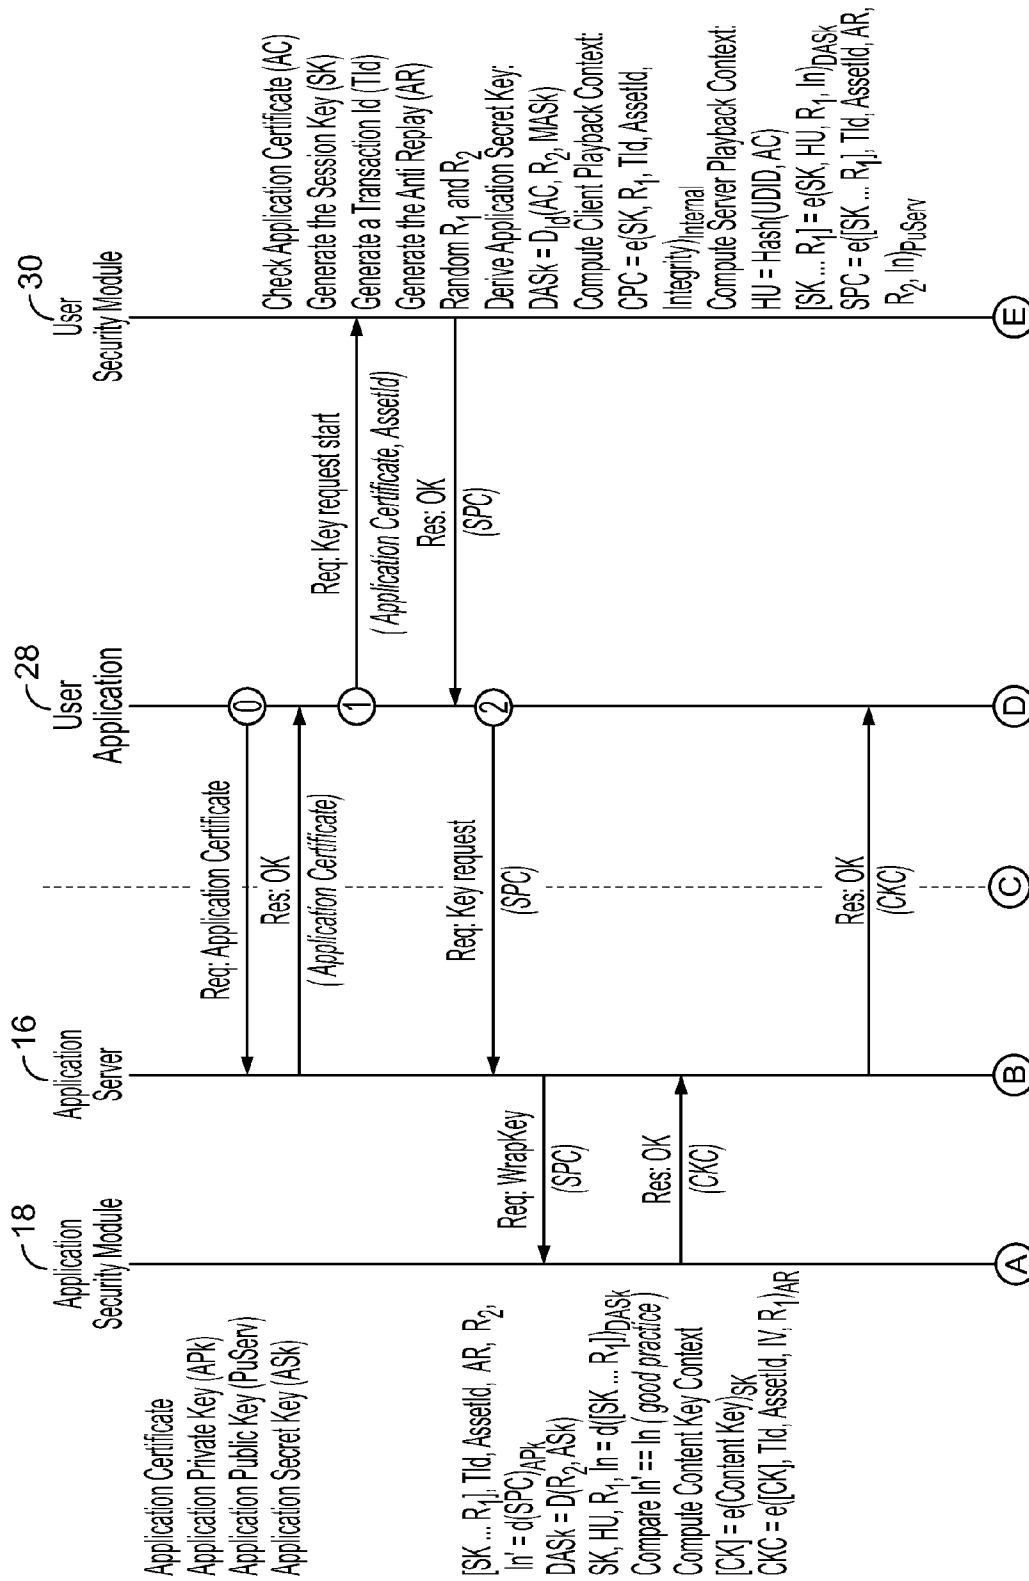 18
Application
Security Module
16
Application
Server
28
User
Application
30
User
Security Module
Application Certificate
Application Private Key (APk)
Application Public Key (PuServ)
Application Secret Key (ASk)
Req: Application Certificate
0
Res: OK
(Application Certificate)
1
Req: Key request start
(Application Certificate, AssetId)
Res: OK
(SPC)
Check Application Certificate (AC)
Generate the Session Key (SK)
Generate a Transaction Id (TId)
Generate the Anti Replay (AR)
Random R1 and R2
Derive Application Secret Key:
DASk = DId(AC, R2, MASk)
Compute Client Playback Context:
CPC = e(SK, R1, TId, AssetId,
Integrity)Internal
Compute Server Playback Context:
HU = Hash(UDID, AC)
[SK ... R1] = e(SK, HU, R1, In)DASk
SPC = e([SK ... R1], TId, AssetId, AR,
R2, In)PuServ
2
Req: Key request
(SPC)
Req: WrapKey
(SPC)
[SK ... R1], TId, AssetId, AR, R2,
In' = d(SPC)APk
DASk = D(R2, ASk)
SK, HU, R1, In = d([SK ... R1])DASk
Compare In' == In (good practice)
Compute Content Key Context
[CK] = e(Content Key)SK
CKC = e([CK], TId, AssetId, IV, R1)AR
Res: OK
(CKC)
Res: OK
(CKC)
A
B
C
D
E